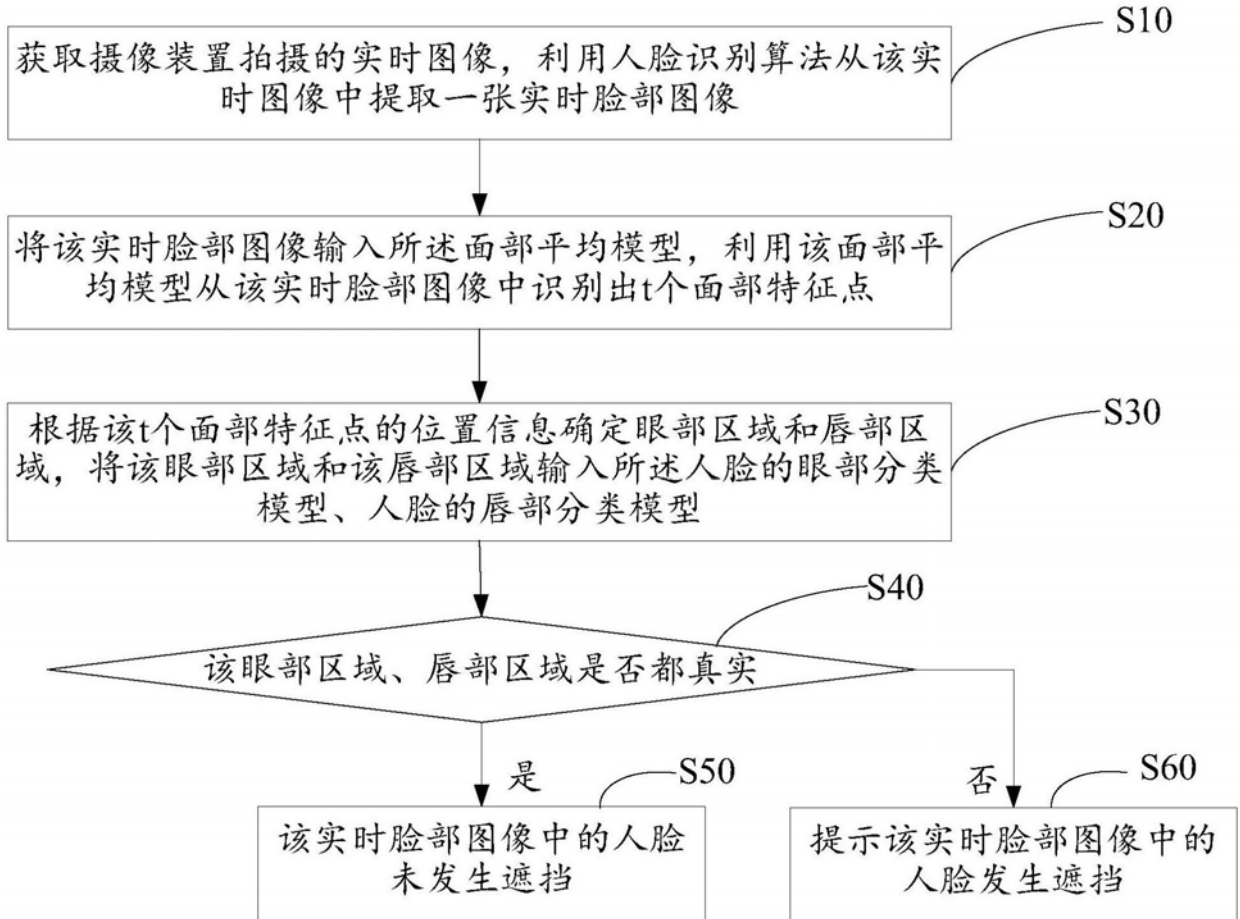 S10
获取摄像装置拍摄的实时图像，利用人脸识别算法从该实
时图像中提取一张实时脸部图像
S20
将该实时脸部图像输入所述面部平均模型，利用该面部平
均模型从该实时脸部图像中识别出t个面部特征点
S30
根据该t个面部特征点的位置信息确定眼部区域和唇部区
域，将该眼部区域和该唇部区域输入所述人脸的眼部分类
模型、人脸的唇部分类模型
S40
该眼部区域、唇部区域是否都真实
是
S50
否
S60
该实时脸部图像中的人脸
未发生遮挡
提示该实时脸部图像中的
人脸发生遮挡